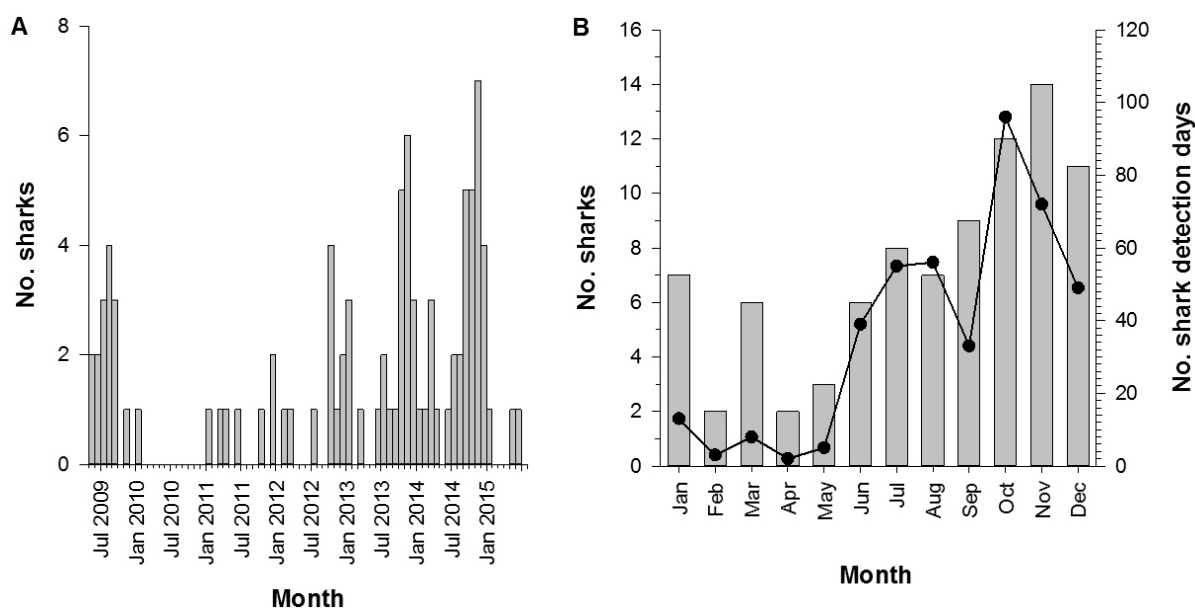 A
8
6
4
2
0
No. sharks
Jul 2009
Jan 2010
Jul 2010
Jan 2011
Jul 2011
Jan 2012
Jul 2012
Jan 2013
Jul 2013
Jan 2014
Jul 2014
Jan 2015
Month
B
16
14
12
10
8
6
4
2
0
No. sharks
120
100
80
60
40
20
0
No. shark detection days
Jan
Feb
Mar
Apr
May
Jun
Jul
Aug
Sep
Oct
Nov
Dec
Month